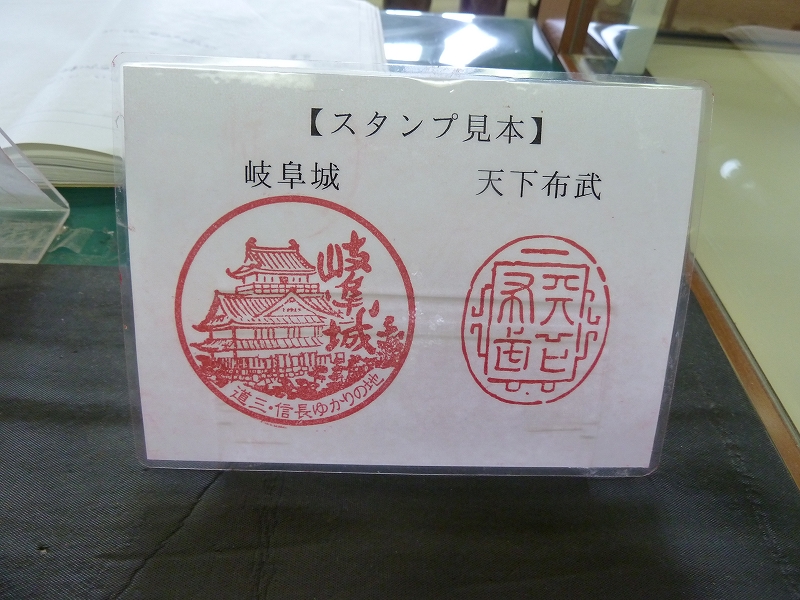 【スタンプ見本】
岐阜城
天下布武
岐阜城
道三・信長ゆかりの地
天下布武